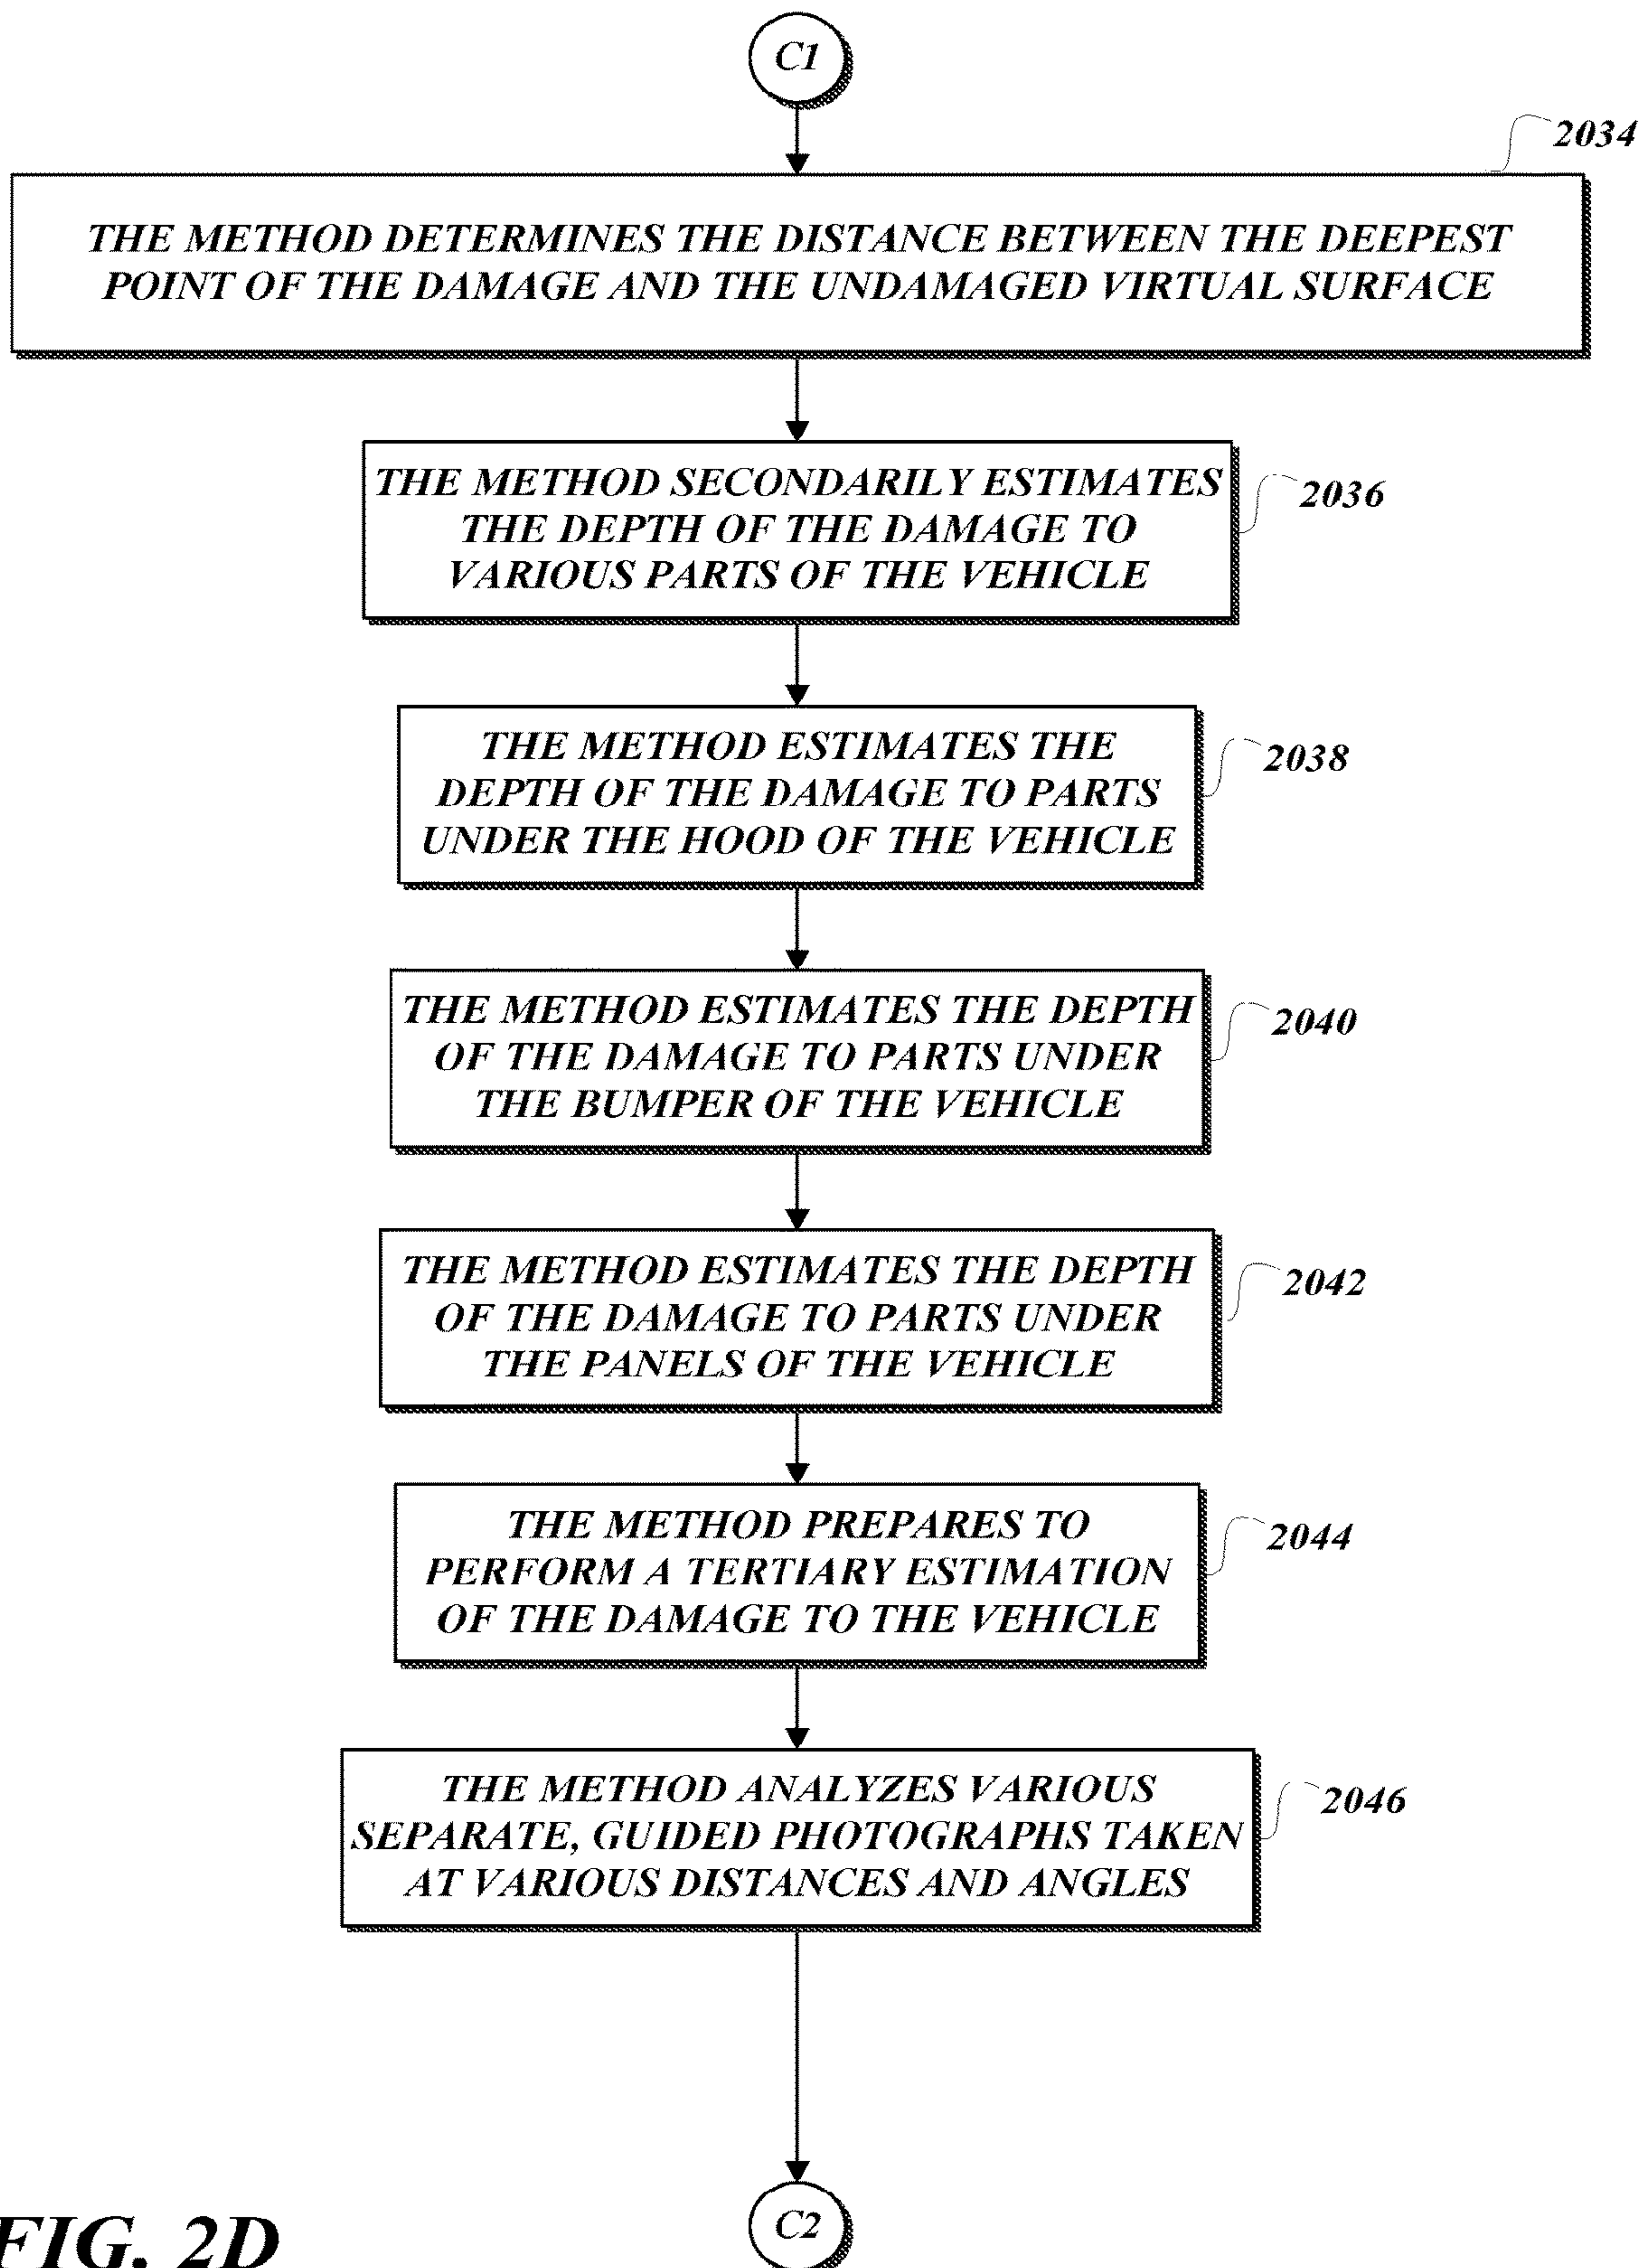 C1
2034
THE METHOD DETERMINES THE DISTANCE BETWEEN THE DEEPEST
POINT OF THE DAMAGE AND THE UNDAMAGED VIRTUAL SURFACE
THE METHOD SECONDARILY ESTIMATES
THE DEPTH OF THE DAMAGE TO
VARIOUS PARTS OF THE VEHICLE
2036
THE METHOD ESTIMATES THE
DEPTH OF THE DAMAGE TO PARTS
UNDER THE HOOD OF THE VEHICLE
2038
THE METHOD ESTIMATES THE DEPTH
OF THE DAMAGE TO PARTS UNDER
THE BUMPER OF THE VEHICLE
2040
THE METHOD ESTIMATES THE DEPTH
OF THE DAMAGE TO PARTS UNDER
THE PANELS OF THE VEHICLE
2042
THE METHOD PREPARES TO
PERFORM A TERTIARY ESTIMATION
OF THE DAMAGE TO THE VEHICLE
2044
THE METHOD ANALYZES VARIOUS
SEPARATE, GUIDED PHOTOGRAPHS TAKEN
AT VARIOUS DISTANCES AND ANGLES
2046
C2
FIG. 2D